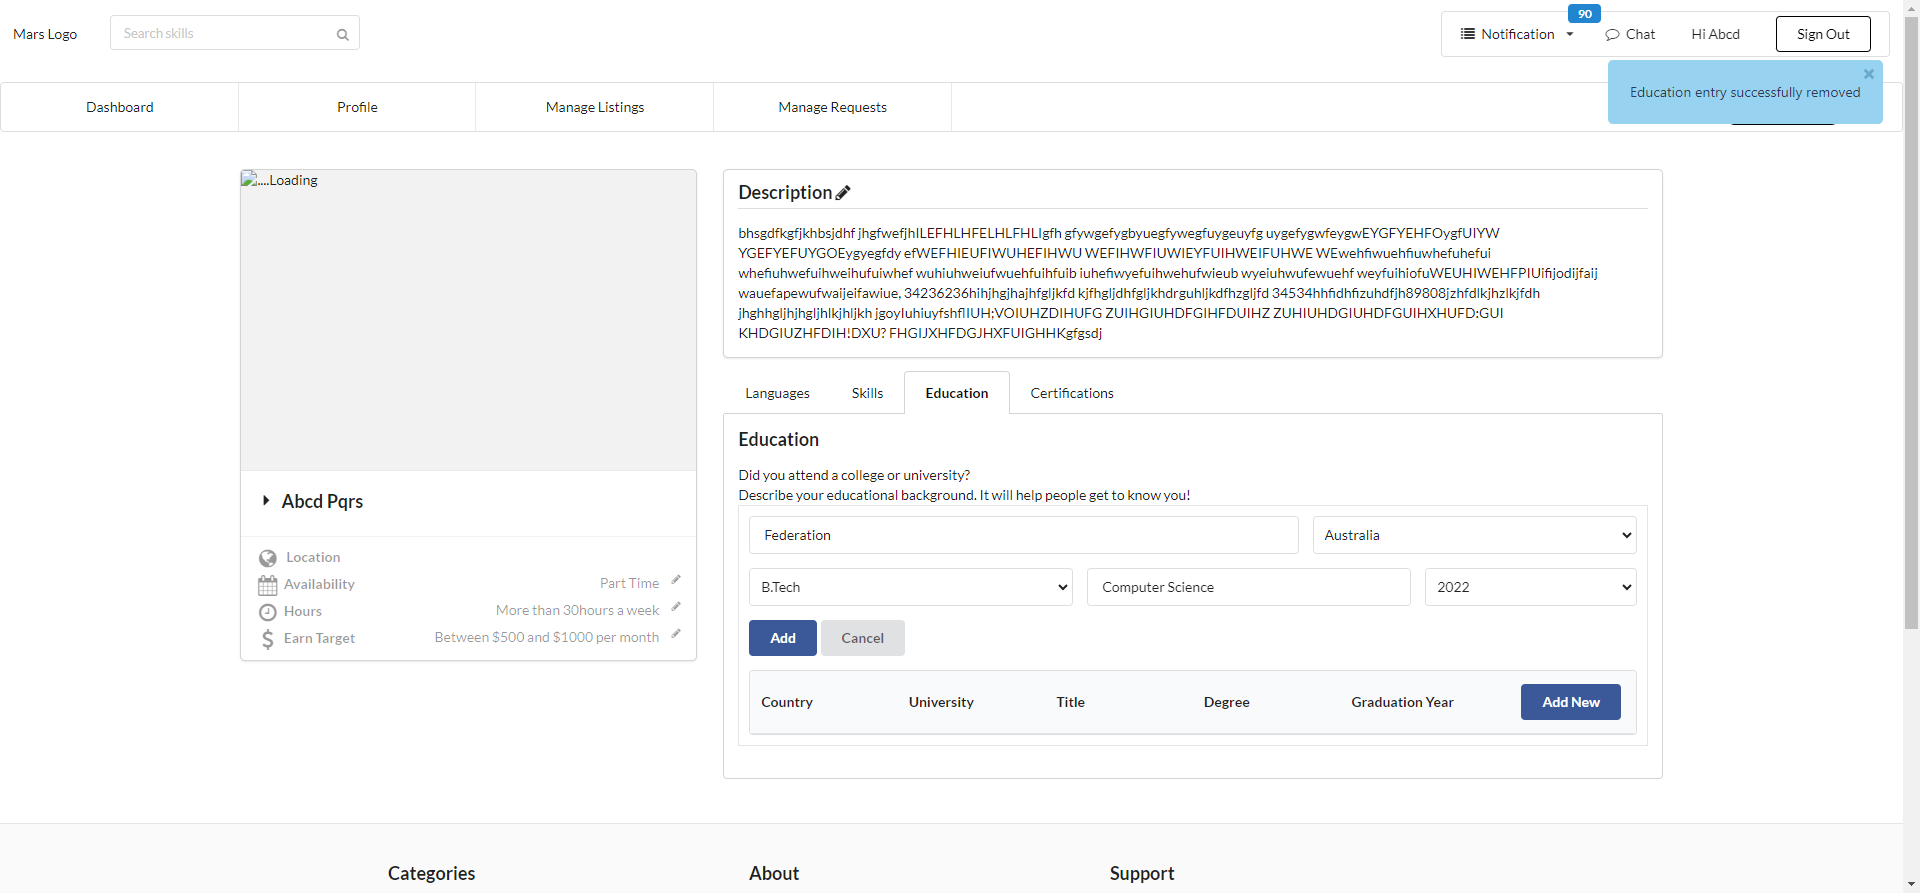 Mars Logo
Search skills
90
Notification
Chat
Hi Abcd
Sign Out
Education entry successfully removed
Dashboard
Profile
Manage Listings
Manage Requests
....Loading
Abcd Pqrs
Location
Availability
Part Time
Hours
More than 30hours a week
Earn Target
Between $500 and $1000 per month
Description
bhsgdfkgfjkhbsjdhf jhgfwefjhILEFHLHFELHLFHLIgfh gfywgefygbyuegfywegfuygeuyfg uygefygwfeygwEYGFYEHFOygfUIYW
YGEFYEFUYGOEygyegfdy efWEFHIEUFIWUHEFIHWU WEFIHWFIUWIEYFUIHWEIFUHWE WEwehfiwuehfiuwhefuhefui
whefiuhwefuihweihufuiwhef wuhiuhweiufwuehfuihfuib iuhefiwyefuihwehufwieub wyeiuhwufewuehf weyfuihiofuWEUHIWEHFPIUifijodijfaij
wauefapewufwaijeifawiue, 34236236hihjhgjhajhfgljkfd kjfhgljdhfgljkhdrguhljkdfhzgljfd 34534hhfidhfizuhdfjh89808jzhfdlkjhzlkjfdh
jhghhgljhjhgljhlkjhljkh jgoyIuhiuyfshflIUH;VOIUHZDIHUFG ZUIHGIUHDFGIHFDUIHZ ZUHIUHDGIUHDFGUIHXHUFD:GUI
KHDGIUZHFDIH!DXU? FHGIJXHFDGJHXFUIGHHKgfgsdj
Languages
Skills
Education
Certifications
Education
Did you attend a college or university?
Describe your educational background. It will help people get to know you!
Federation
Australia
B.Tech
Computer Science
2022
Add
Cancel
Country
University
Title
Degree
Graduation Year
Add New
Categories
About
Support